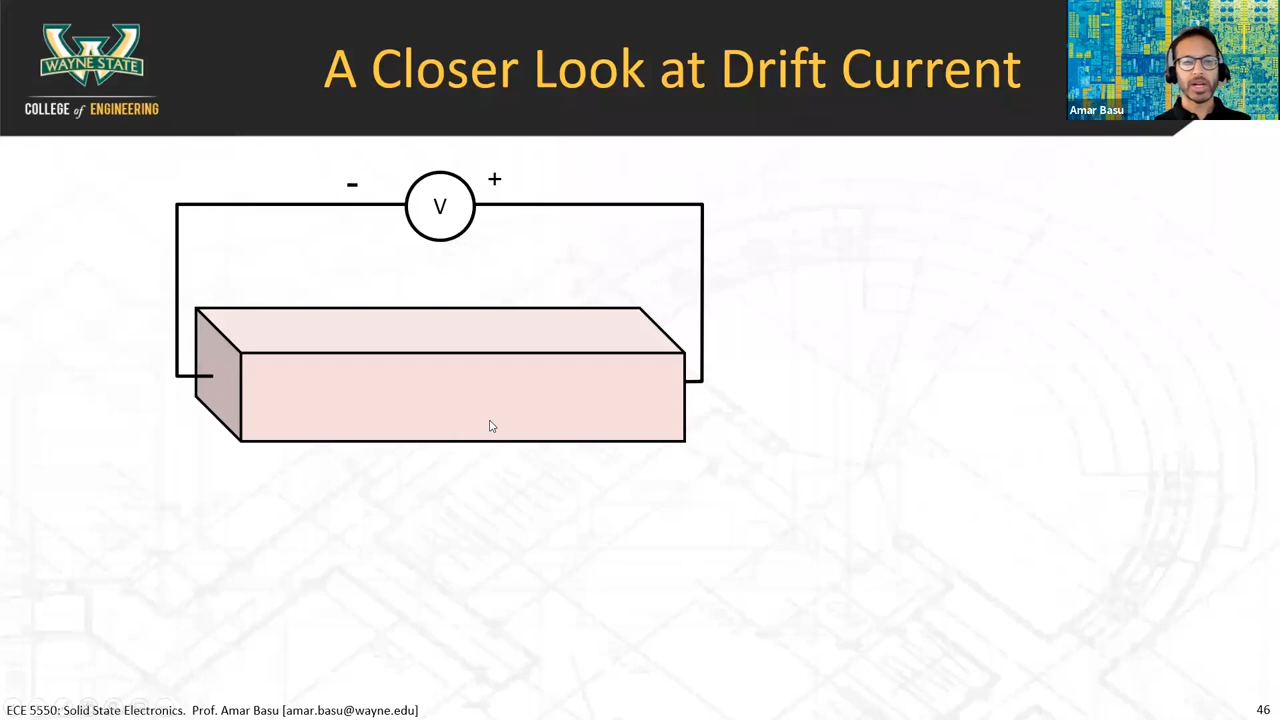 WAYNE STATE
COLLEGE of ENGINEERING
A Closer Look at Drift Current
Amar Basu
- +
V
ECE 5550: Solid State Electronics. Prof. Amar Basu [amar.basu@wayne.edu]
46